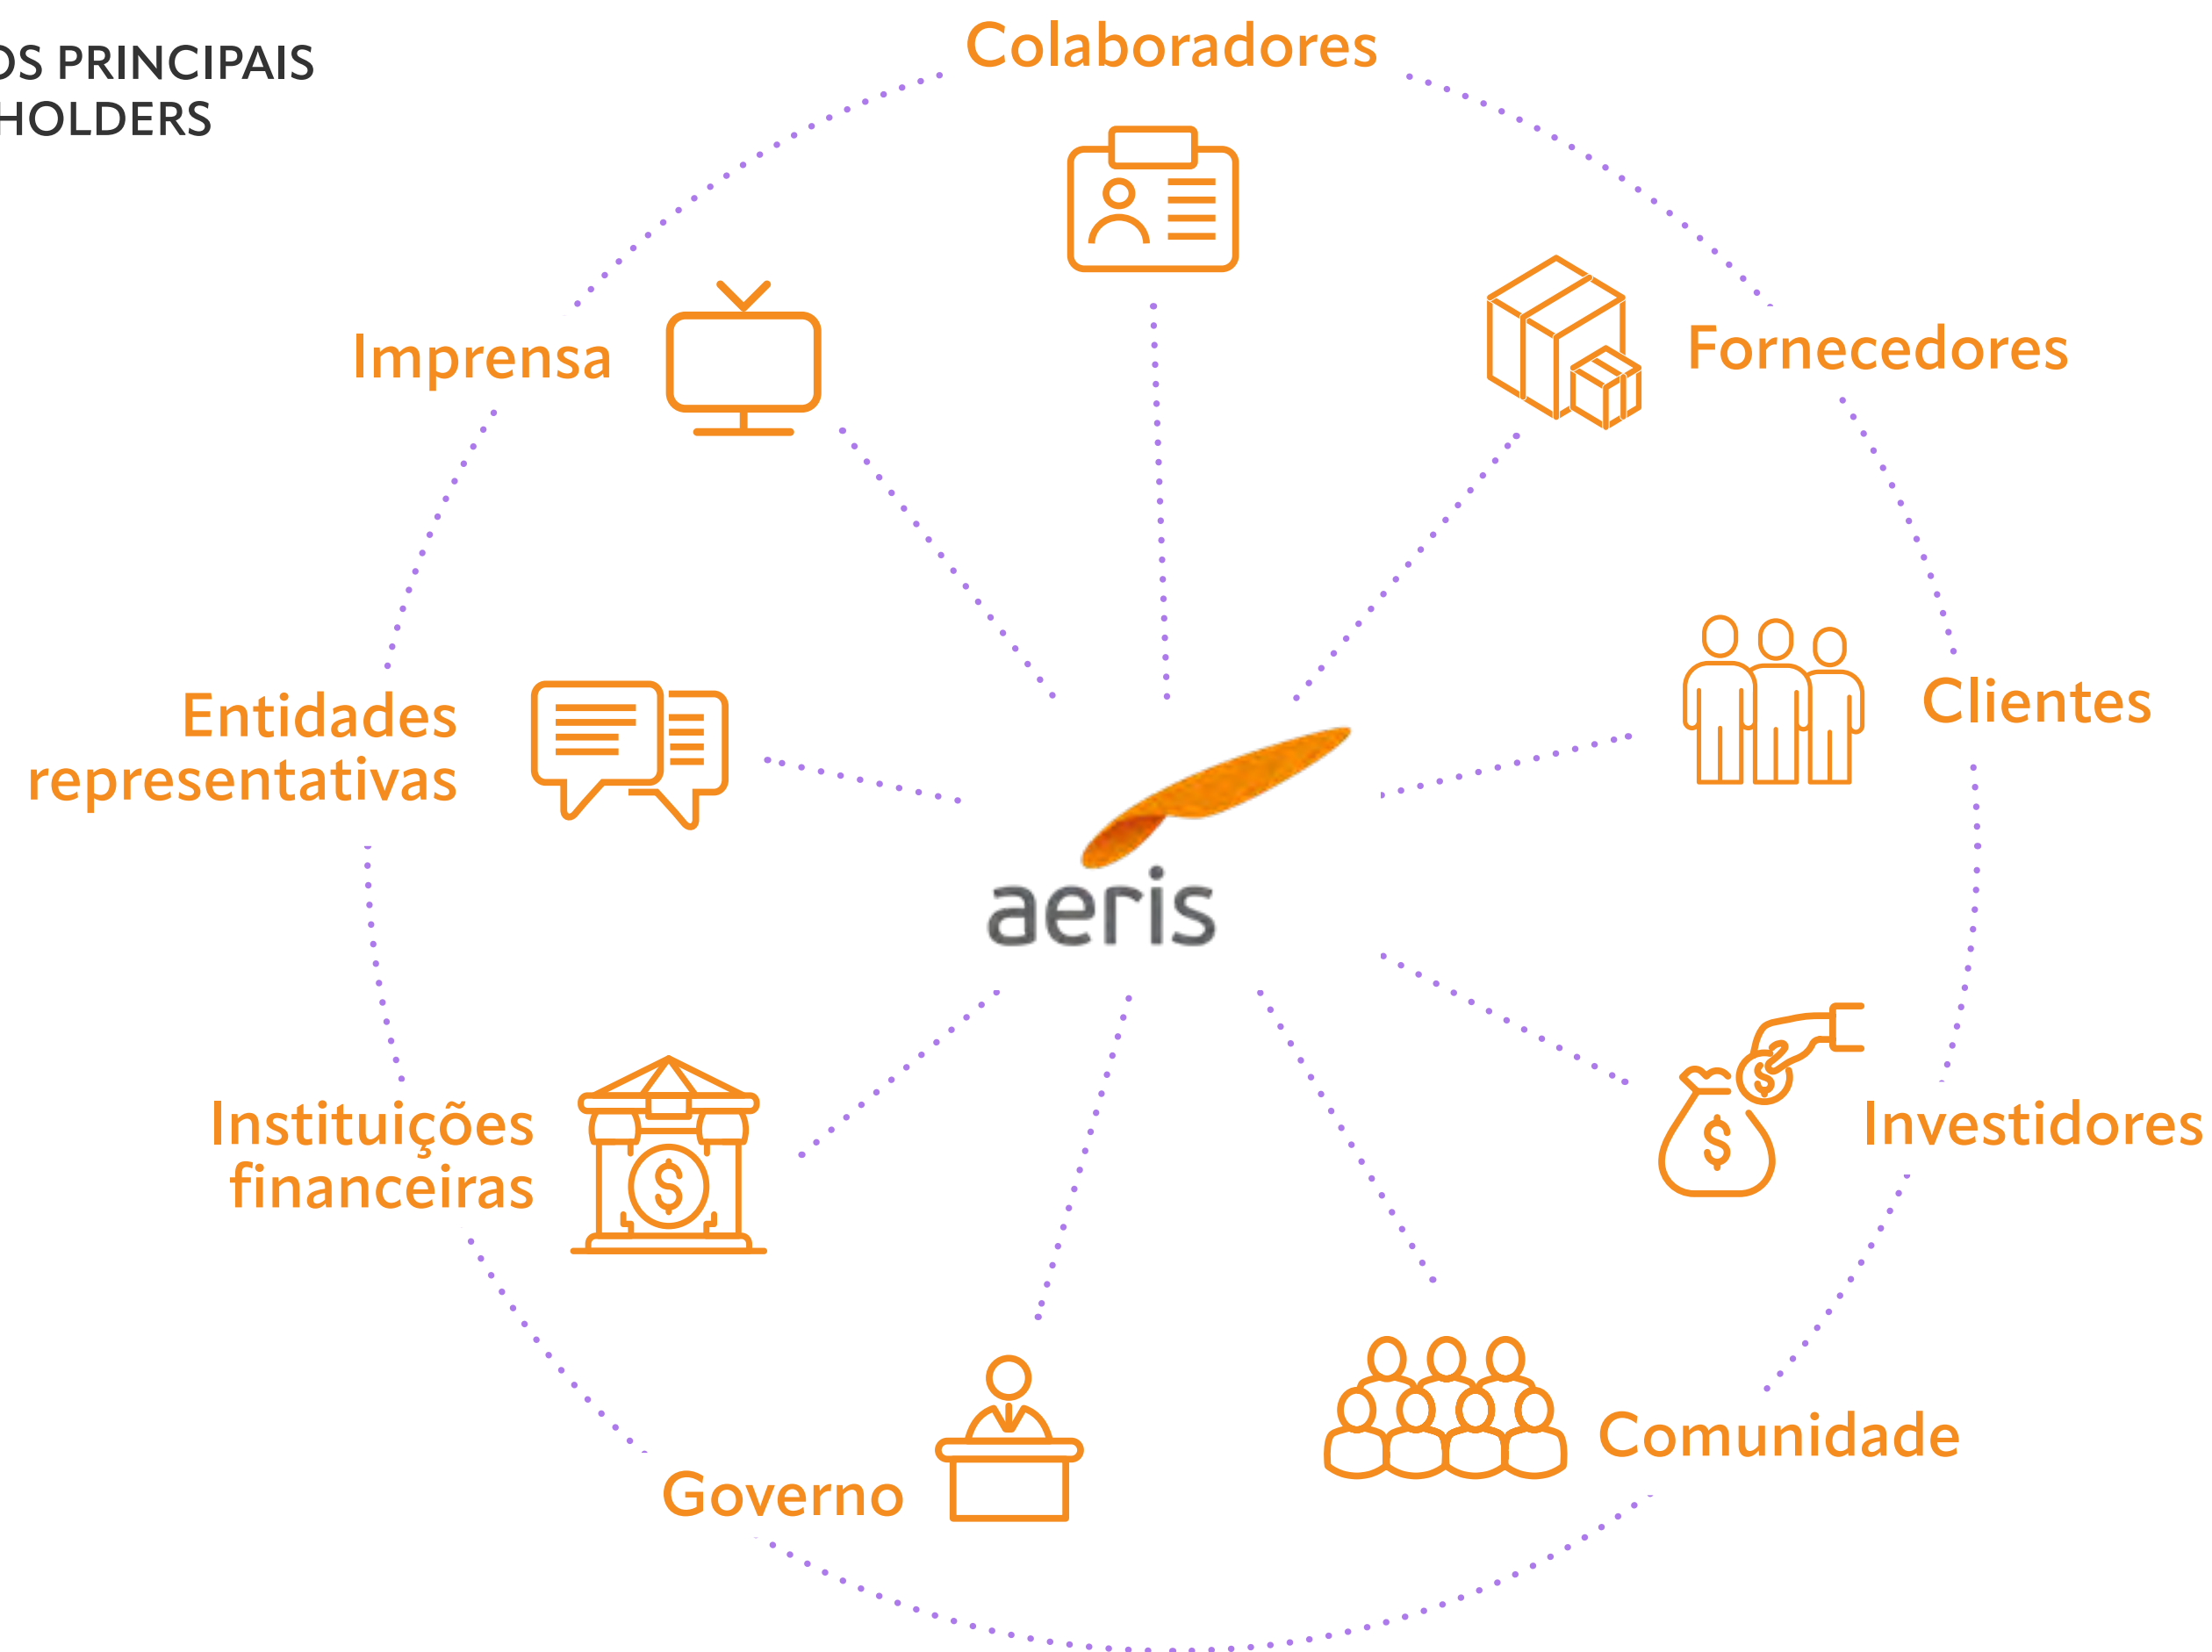 OS PRINCIPAIS
HOLDERS
Colaboradores
Imprensa
Fornecedores
Entidades
representativas
Clientes
aeris
Instituições
financeiras
Investidores
Governo
Comunidade